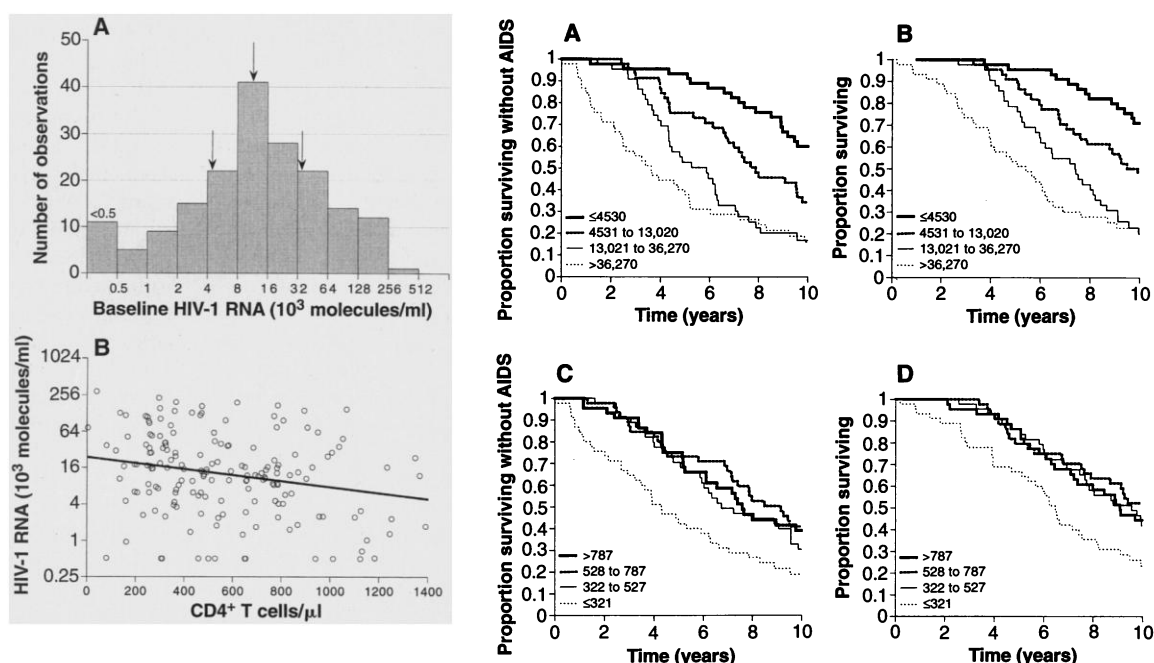 A
Number of observations
50
40
30
20
10
0
<0.5
0.5 1 2 4 8 16 32 64 128 256 512
Baseline HIV-1 RNA (10³ molecules/ml)
B
HIV-1 RNA (10³ molecules/ml)
1024
256
64
16
4
1
0.25
0 200 400 600 800 1000 1200 1400
CD4⁺ T cells/µl
A
Proportion surviving without AIDS
1
0.9
0.8
0.7
0.6
0.5
0.4
0.3
0.2
0.1
0
≤4530
4531 to 13,020
13,021 to 36,270
>36,270
0 2 4 6 8 10
Time (years)
B
Proportion surviving
1
0.9
0.8
0.7
0.6
0.5
0.4
0.3
0.2
0.1
0
≤4530
4531 to 13,020
13,021 to 36,270
>36,270
0 2 4 6 8 10
Time (years)
C
Proportion surviving without AIDS
1
0.9
0.8
0.7
0.6
0.5
0.4
0.3
0.2
0.1
0
>787
528 to 787
322 to 527
≤321
0 2 4 6 8 10
Time (years)
D
Proportion surviving
1
0.9
0.8
0.7
0.6
0.5
0.4
0.3
0.2
0.1
0
>787
528 to 787
322 to 527
≤321
0 2 4 6 8 10
Time (years)